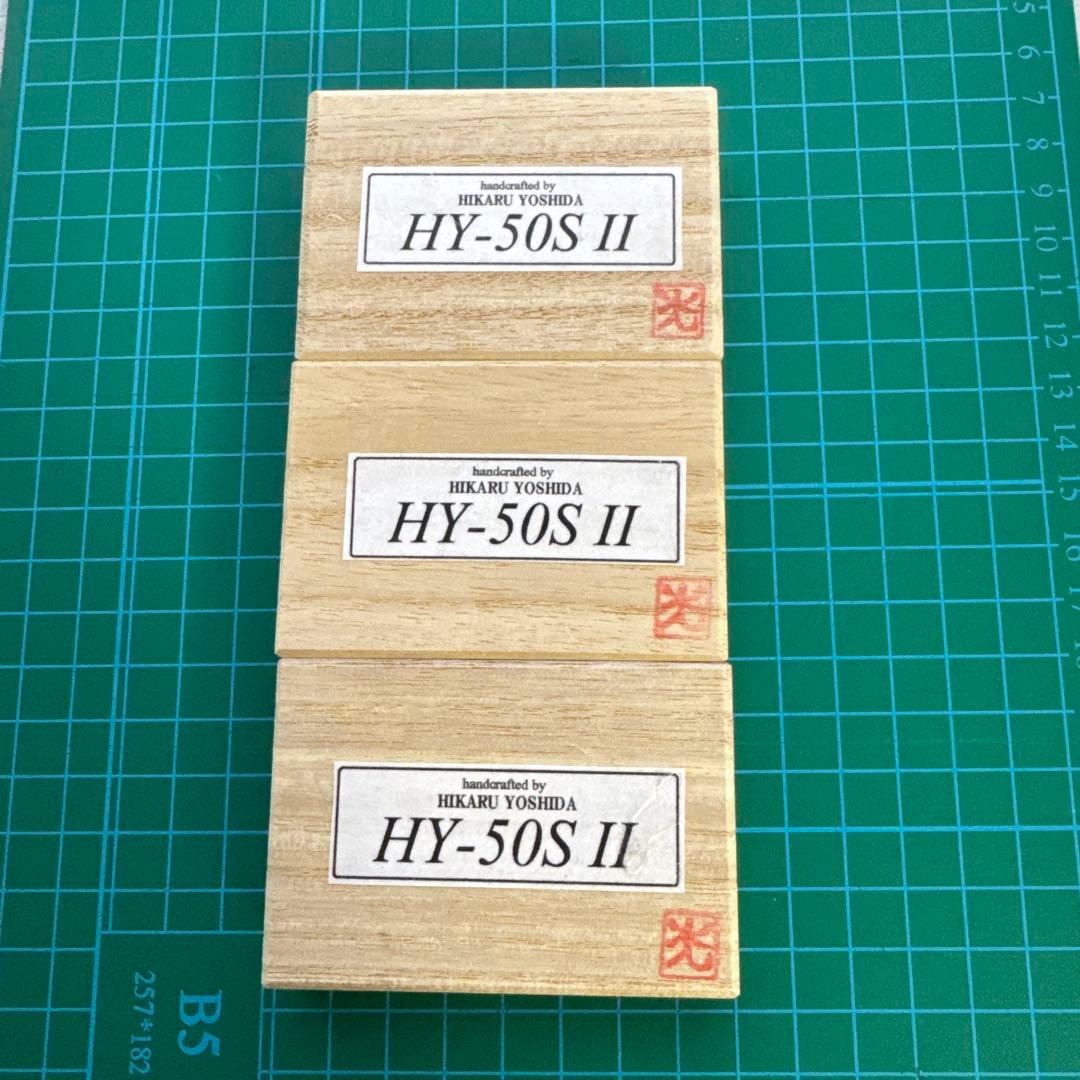 handcrafted by
HIKARU YOSHIDA
HY-50S II
光
handcrafted by
HIKARU YOSHIDA
HY-50S II
光
handcrafted by
HIKARU YOSHIDA
HY-50S II
光
5
6
7
8
9
10
11
12
13
14
15
16
17
B5
257*182